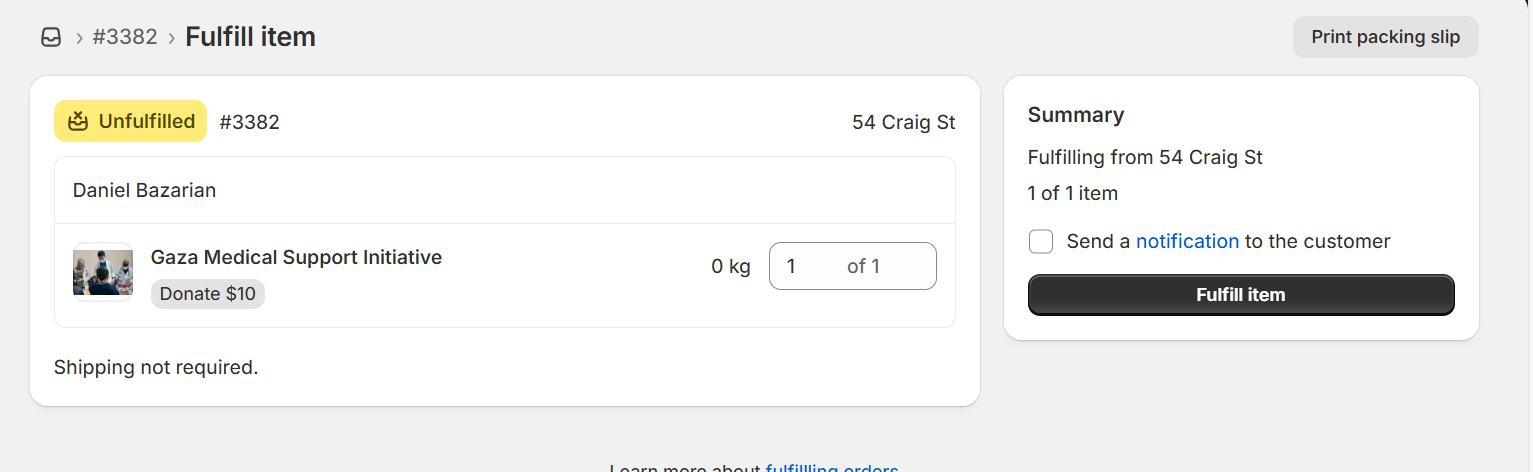 #3382 › Fulfill item
Print packing slip
Unfulfilled #3382 54 Craig St
Daniel Bazarian
Gaza Medical Support Initiative
Donate $10
0 kg 1 of 1
Shipping not required.
Summary
Fulfilling from 54 Craig St
1 of 1 item
Send a notification to the customer
Fulfill item
Learn more about fulfillling orders